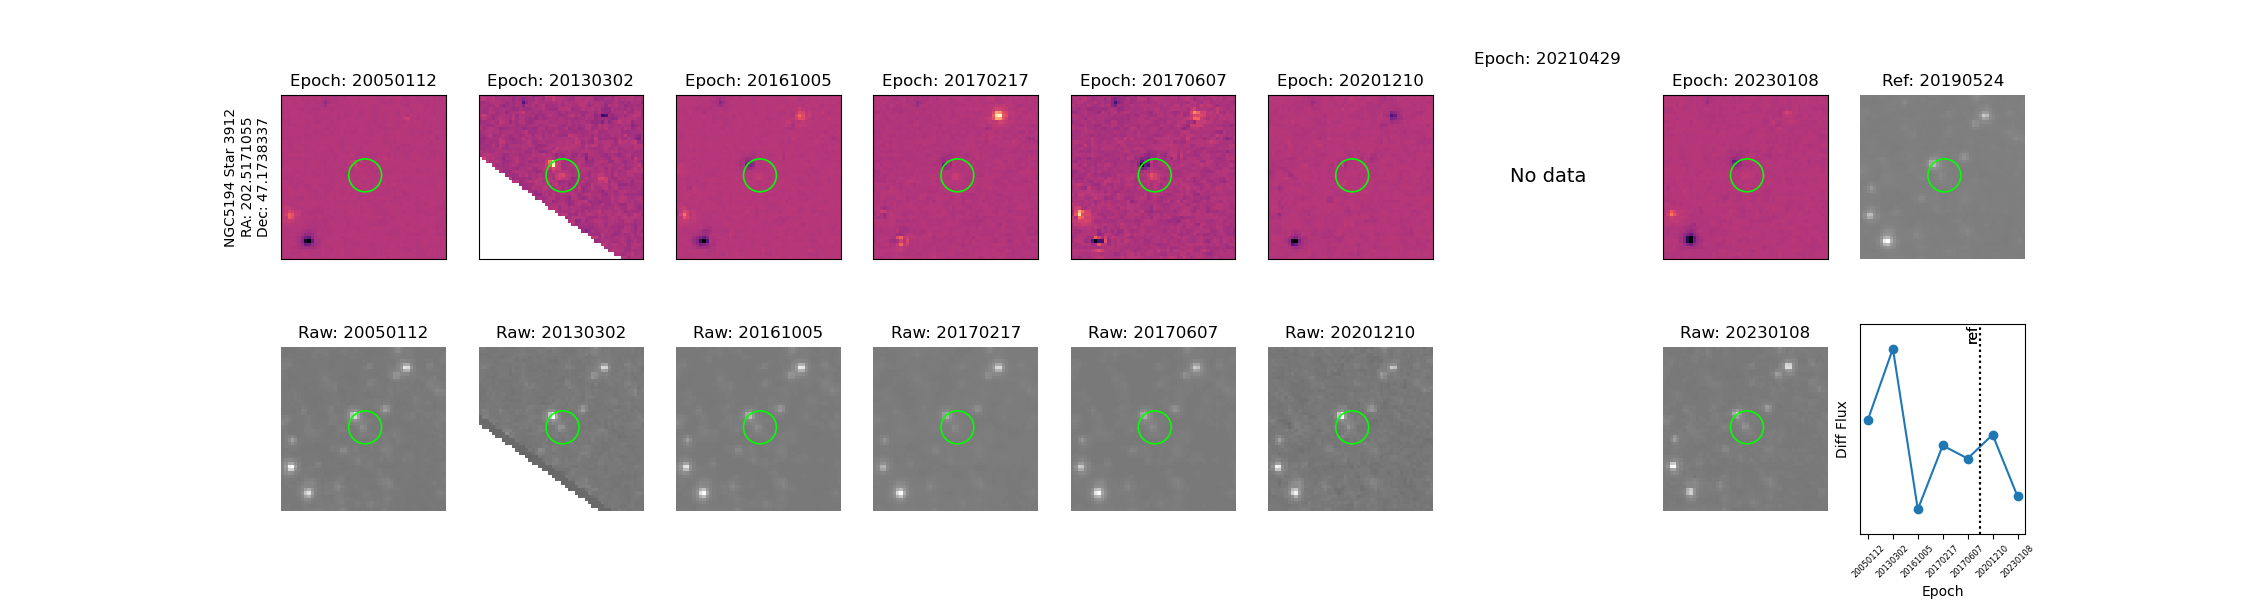 Epoch: 20210429
Epoch: 20050112
Epoch: 20130302
Epoch: 20161005
Epoch: 20170217
Epoch: 20170607
Epoch: 20201210
Epoch: 20230108
Ref: 20190524
NGC5194 Star 3912
RA: 202.5171055
Dec: 47.1738337
No data
Raw: 20050112
Raw: 20130302
Raw: 20161005
Raw: 20170217
Raw: 20170607
Raw: 20201210
Raw: 20230108
ref
Diff Flux
20050112
20130302
20161005
20170217
20170607
20201210
20230108
Epoch